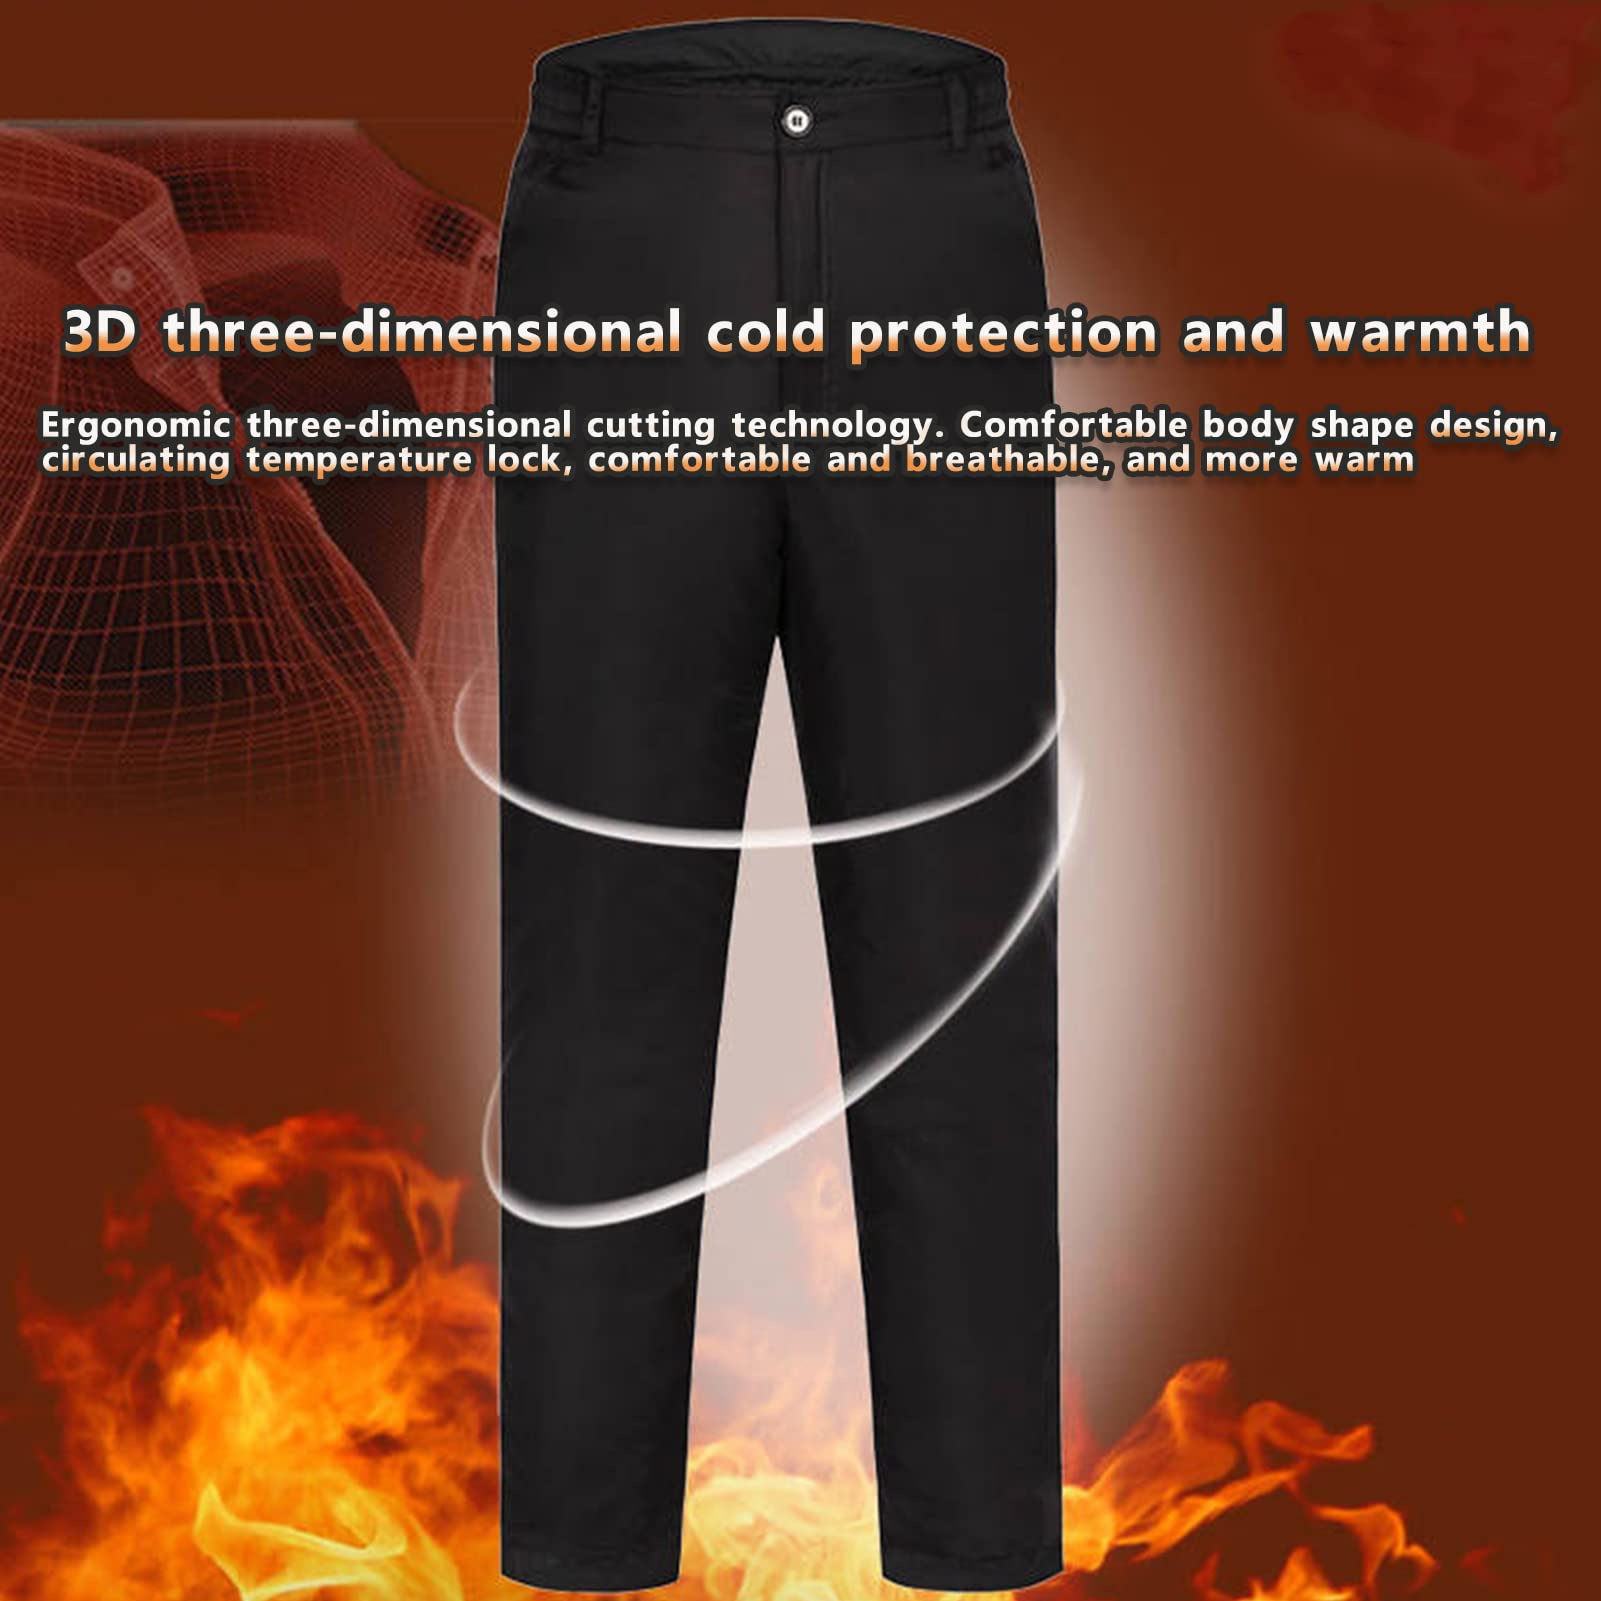 3D three-dimensional cold protection and warmth
Ergonomic three-dimensional cutting technology. Comfortable body shape design,
circulating temperature lock, comfortable and breathable, and more warm